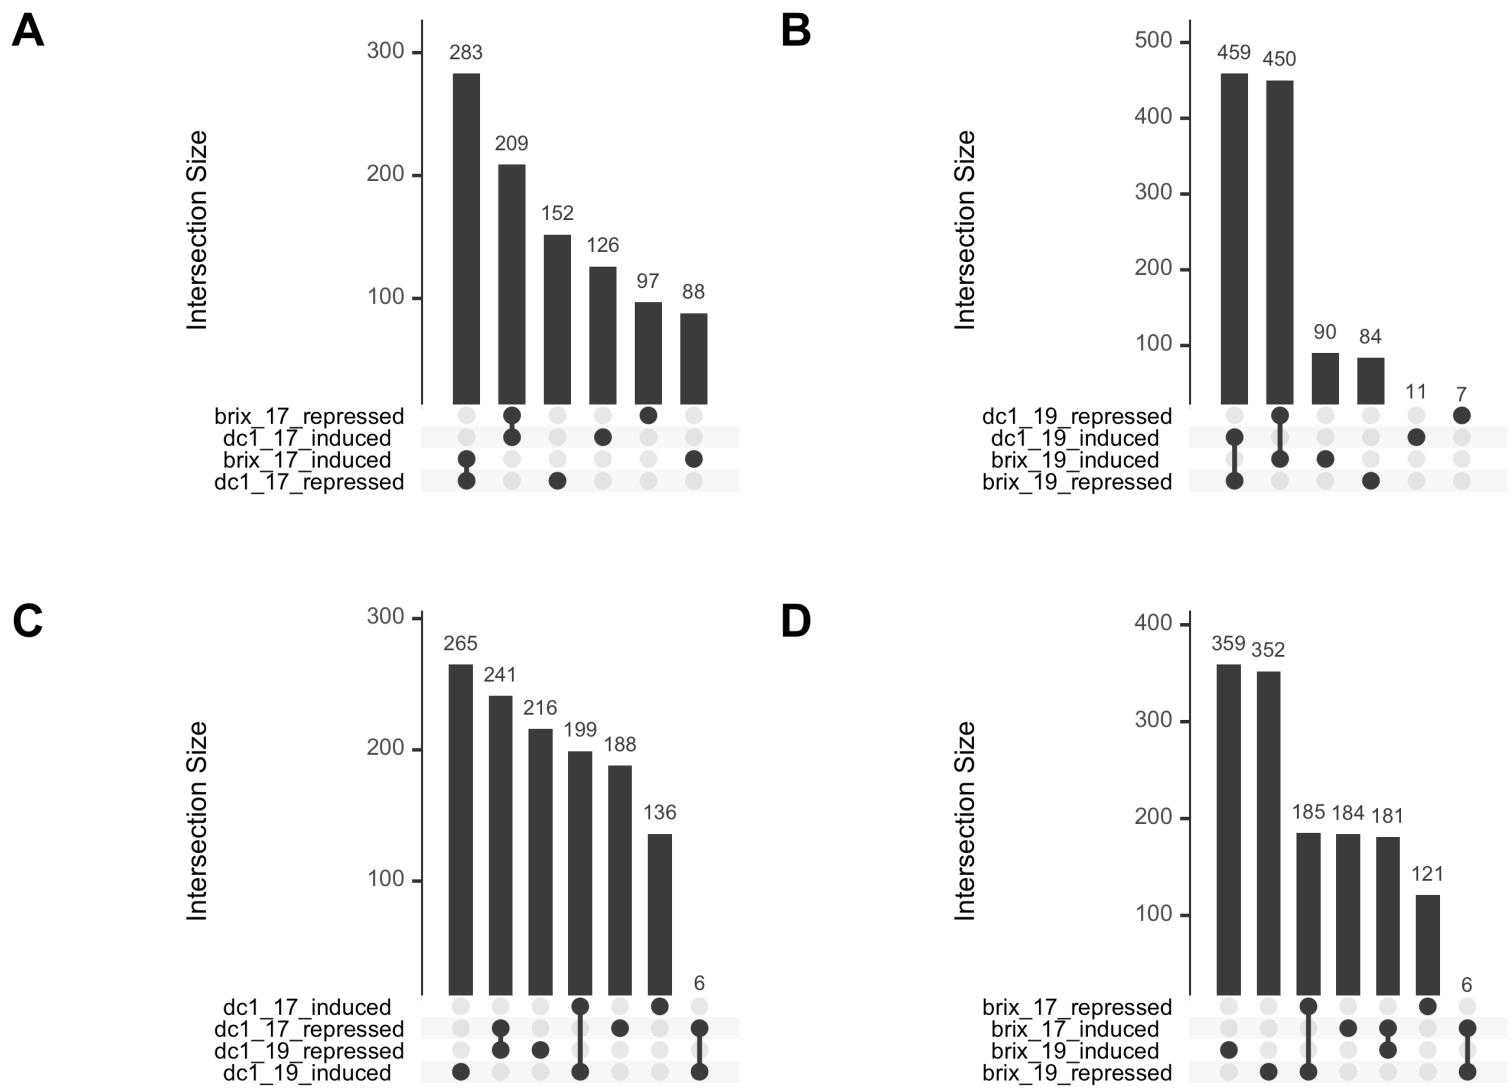 A
Intersection Size
300
200
100
283
209
152
126
97
88
brix_17_repressed
dc1_17_induced
brix_17_induced
dc1_17_repressed
B
Intersection Size
500
400
300
200
100
459
450
90
84
11
7
dc1_19_repressed
dc1_19_induced
brix_19_induced
brix_19_repressed
C
Intersection Size
300
200
100
265
241
216
199
188
136
6
dc1_17_induced
dc1_17_repressed
dc1_19_repressed
dc1_19_induced
D
Intersection Size
400
300
200
100
359
352
185
184
181
121
6
brix_17_repressed
brix_17_induced
brix_19_induced
brix_19_repressed